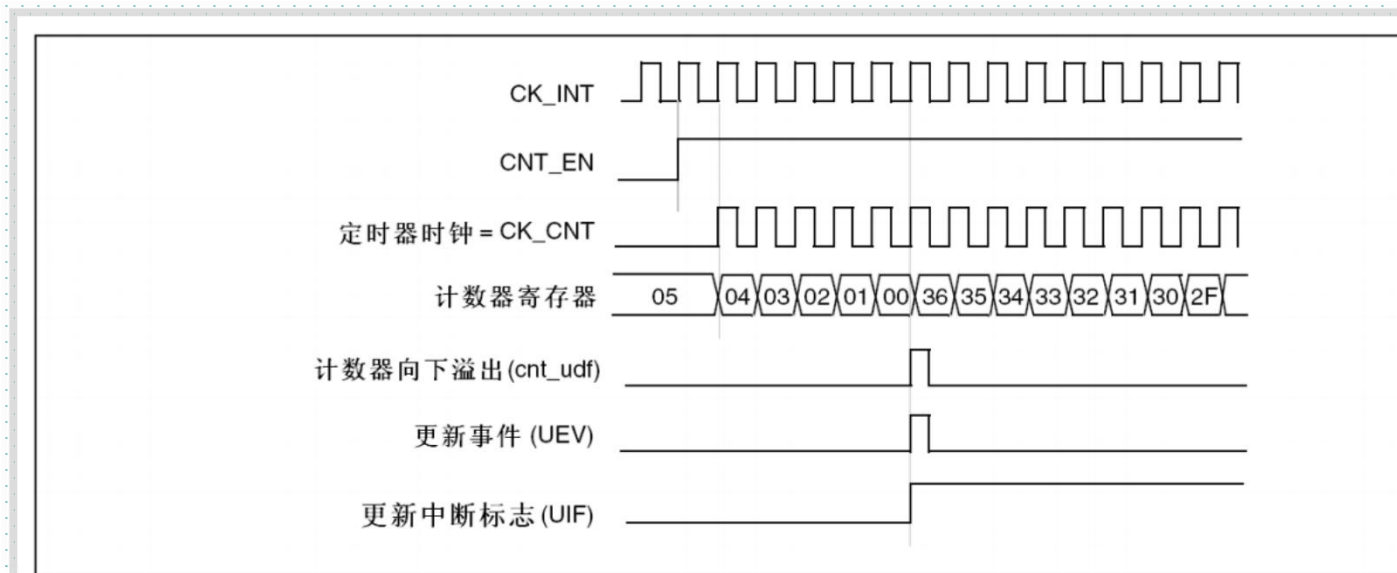 CK_INT
CNT_EN
定时器时钟 = CK_CNT
计数器寄存器 05 04 03 02 01 00 36 35 34 33 32 31 30 2F
计数器向下溢出(cnt_udf)
更新事件 (UEV)
更新中断标志(UIF)